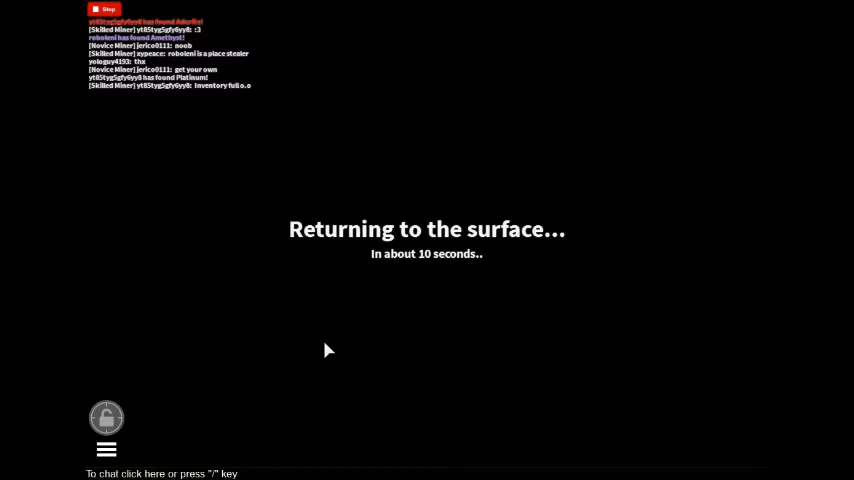 Stop
yt85tyg5gfy6yy8 has found Adurite!
[Skilled Miner] yt85tyg5gfy6yy8: :3
roboleni has found Amethyst!
[Novice Miner] jerico0111: noob
[Skilled Miner] xypeace: roboleni is a place stealer
yologuy4193: thx
[Novice Miner] jerico0111: get your own
yt85tyg5gfy6yy8 has found Platinum!
[Skilled Miner] yt85tyg5gfy6yy8: Inventory full o.o
Returning to the surface...
In about 10 seconds..
To chat click here or press "/" key